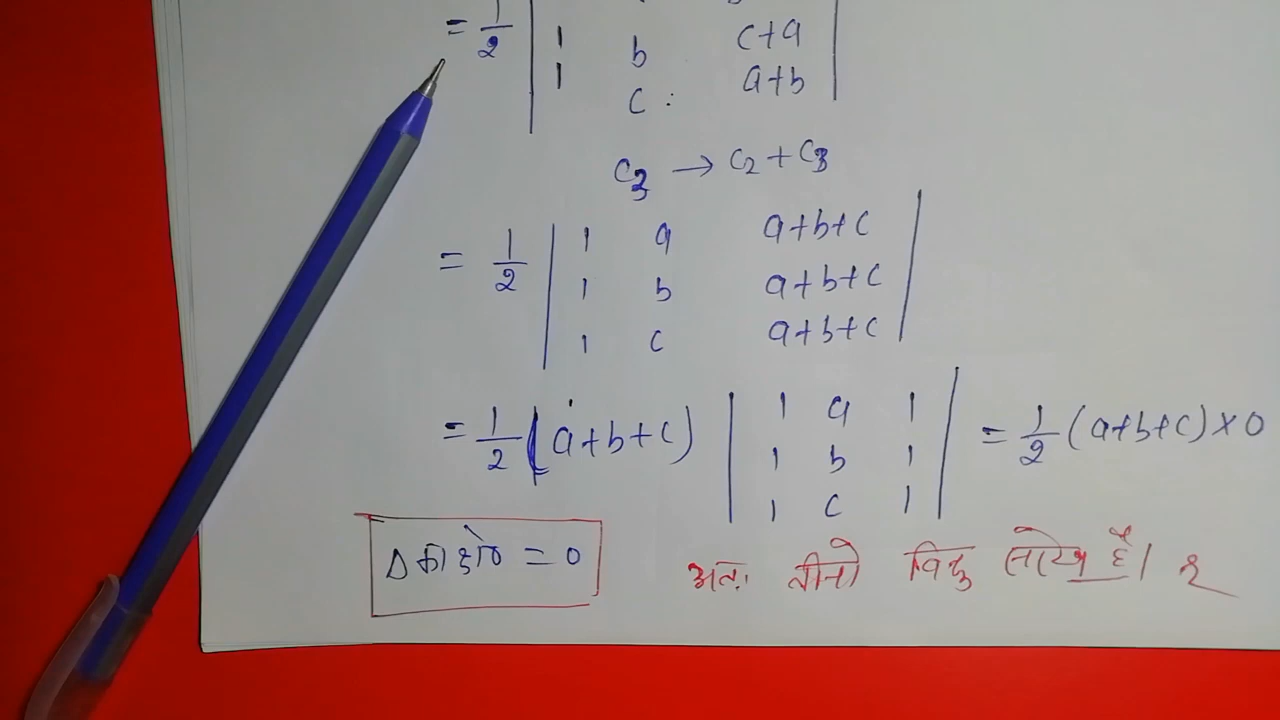 = 1/2 | 1 b c+a |
| 1 c a+b |
C3 → C2 + C3
= 1/2 | 1 a a+b+c |
| 1 b a+b+c |
| 1 c a+b+c |
= 1/2 (a+b+c) | 1 a 1 | = 1/2 (a+b+c) × 0
| 1 b 1 |
| 1 c 1 |
Δ का क्षे० = 0
अतः तीनो विंदु संरेख है।